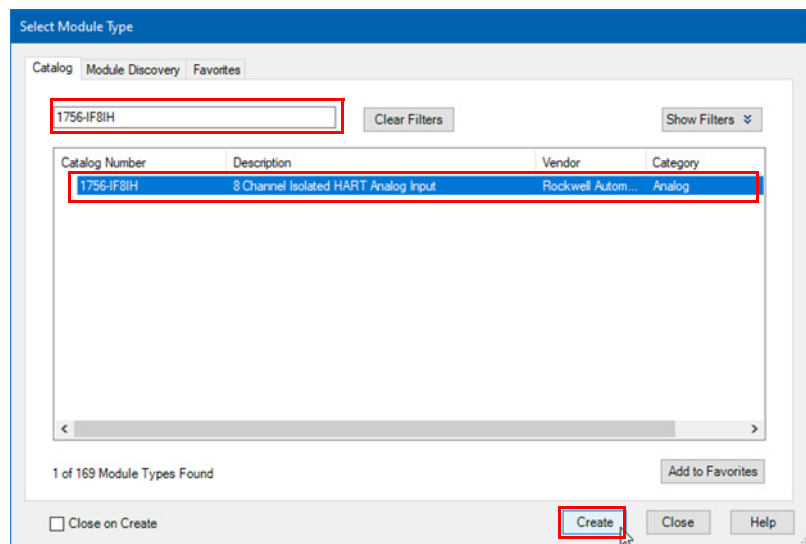 Select Module Type
Catalog Module Discovery Favorites
1756-IF8IH Clear Filters Show Filters
Catalog Number Description Vendor Category
1756-IF8IH 8 Channel Isolated HART Analog Input Rockwell Autom... Analog
1 of 169 Module Types Found Add to Favorites
Close on Create Create Close Help